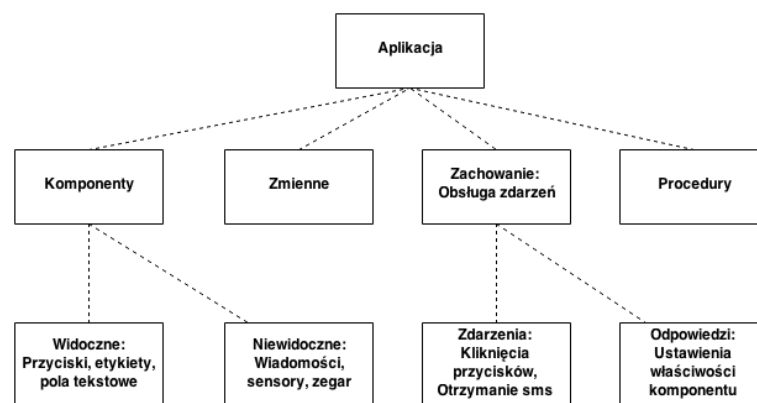 Aplikacja
Komponenty
Zmienne
Zachowanie:
Obsługa zdarzeń
Procedury
Widoczne:
Przyciski, etykiety,
pola tekstowe
Niewidoczne:
Wiadomości,
sensory, zegar
Zdarzenia:
Kliknięcia
przycisków,
Otrzymanie sms
Odpowiedzi:
Ustawienia
właściwości
komponentu